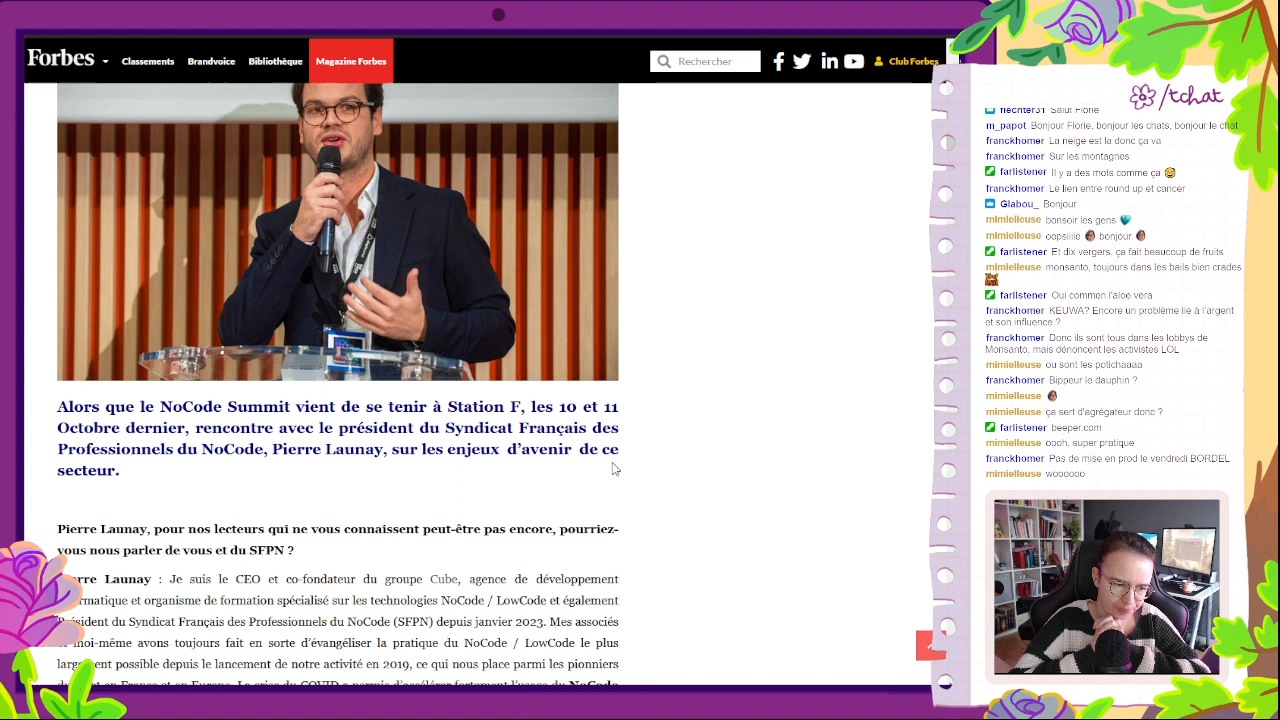 Forbes
Classements
Brandvoice
Bibliothèque
Magazine Forbes
Rechercher
Club Forbes
Alors que le NoCode Summit vient de se tenir à Station F, les 10 et 11
Octobre dernier, rencontre avec le président du Syndicat Français des
Professionnels du NoCode, Pierre Launay, sur les enjeux d'avenir de ce
secteur.
Pierre Launay, pour nos lecteurs qui ne vous connaissent peut-être pas encore, pourriez-
vous nous parler de vous et du SFPN ?
Launay : Je suis le CEO et co-fondateur du groupe Cube, agence de développement
et organisme de formation spécialisé sur les technologies NoCode / LowCode et également
du Syndicat Français des Professionnels du NoCode (SFPN) depuis janvier 2023. Mes associés
moi-même avons toujours fait en sorte d'évangéliser la pratique du NoCode / LowCode le plus
possible depuis le lancement de notre activité en 2019, ce qui nous place parmi les pionniers
/tchat
flechter31 Salut Florie
m_papot Bonjour Florie, bonjour les chats, bonjour le chat
franckhomer La neige est la donc ça va
franckhomer Sur les montagnes
farlistener Il y a des mots comme ça
franckhomer Le lien entre round up et cancer
Glabou_ Bonjour
mimielleuse bonsoir les gens
mimielleuse oopsiiiie bonjour
farlistener Et dix vergers, ça fait beaucoup de fruits
mimielleuse monsanto, toujours dans les bails bien crades
farlistener Oui commen l'aloe vera
franckhomer KEUWA? Encore un problème lié à l'argent
et son influence ?
franckhomer Donc ils sont tous dans les lobbys de
Monsanto, mais dénoncent les activistes LOL
mimielleuse ou sont les potichaaaa
franckhomer Bippeur le dauphin ?
mimielleuse
mimielleuse ça sert d'agrégateur donc ?
farlistener beeper.com
mimielleuse oooh, super pratique
franckhomer Pas de mise en prod le vendredi BORDEL
mimielleuse woooooo